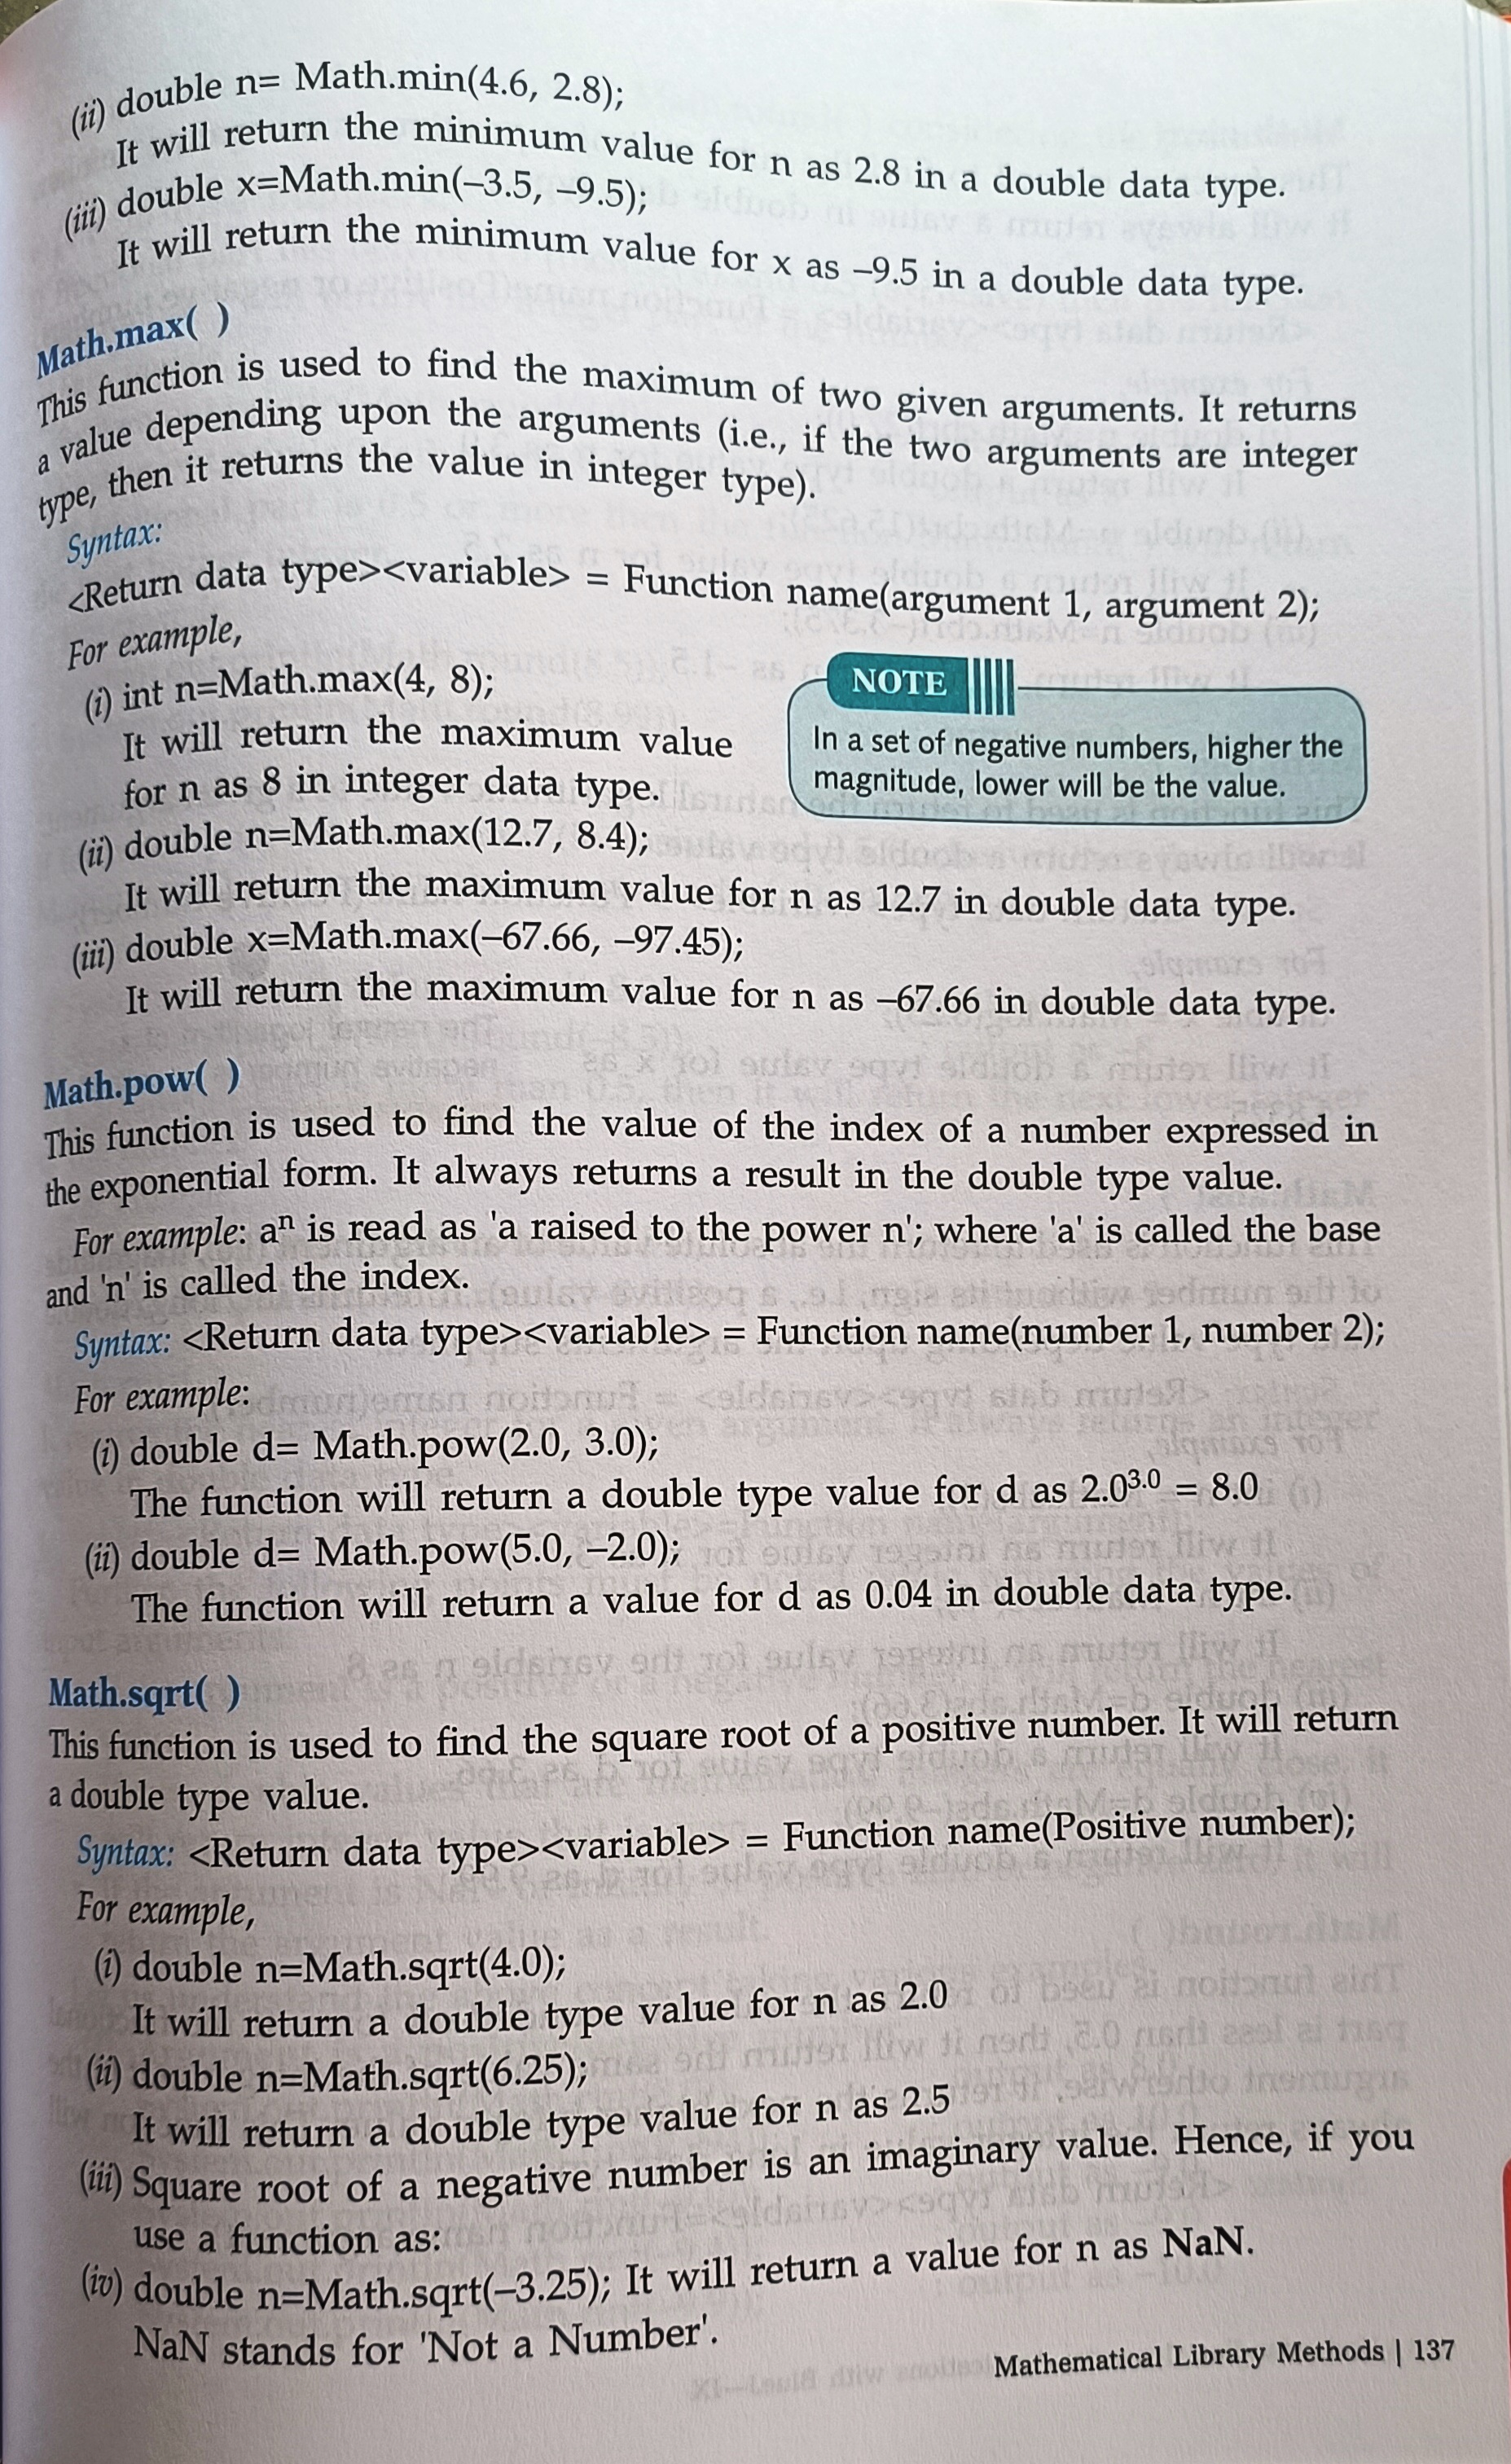 (ii) double n= Math.min(4.6, 2.8);
It will return the minimum value for n as 2.8 in a double data type.
(iii) double x=Math.min(–3.5, –9.5);
It will return the minimum value for x as –9.5 in a double data type.
Math.max( )
This function is used to find the maximum of two given arguments. It returns
a value depending upon the arguments (i.e., if the two arguments are integer
type, then it returns the value in integer type).
Syntax:
<Return data type><variable> = Function name(argument 1, argument 2);
For example,
(i) int n=Math.max(4, 8);
It will return the maximum value
for n as 8 in integer data type.
NOTE
In a set of negative numbers, higher the
magnitude, lower will be the value.
(ii) double n=Math.max(12.7, 8.4);
It will return the maximum value for n as 12.7 in double data type.
(iii) double x=Math.max(–67.66, –97.45);
It will return the maximum value for n as –67.66 in double data type.
Math.pow( )
This function is used to find the value of the index of a number expressed in
the exponential form. It always returns a result in the double type value.
For example: aⁿ is read as 'a raised to the power n'; where 'a' is called the base
and 'n' is called the index.
Syntax: <Return data type><variable> = Function name(number 1, number 2);
For example:
(i) double d= Math.pow(2.0, 3.0);
The function will return a double type value for d as 2.0³·⁰ = 8.0
(ii) double d= Math.pow(5.0, –2.0);
The function will return a value for d as 0.04 in double data type.
Math.sqrt( )
This function is used to find the square root of a positive number. It will return
a double type value.
Syntax: <Return data type><variable> = Function name(Positive number);
For example,
(i) double n=Math.sqrt(4.0);
It will return a double type value for n as 2.0
(ii) double n=Math.sqrt(6.25);
It will return a double type value for n as 2.5
(iii) Square root of a negative number is an imaginary value. Hence, if you
use a function as:
(iv) double n=Math.sqrt(–3.25); It will return a value for n as NaN.
NaN stands for 'Not a Number'.
Mathematical Library Methods | 137